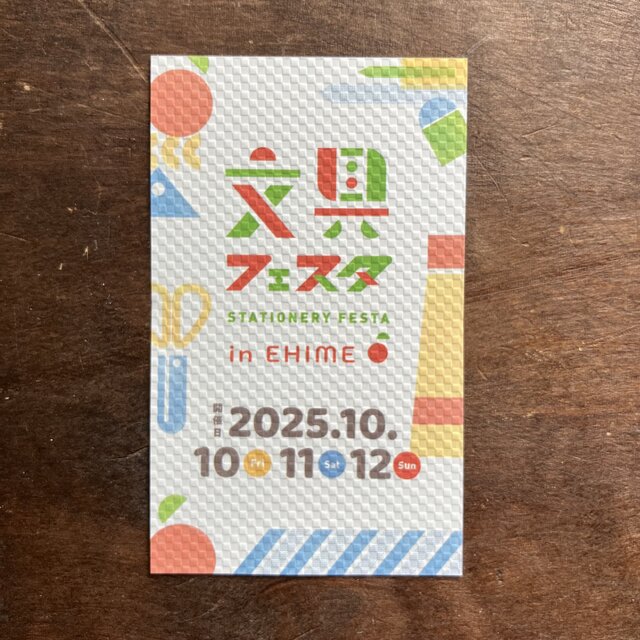 文具
フェスタ
STATIONERY FESTA
in EHIME
開催日 2025.10.
10 Fri 11 Sat 12 Sun